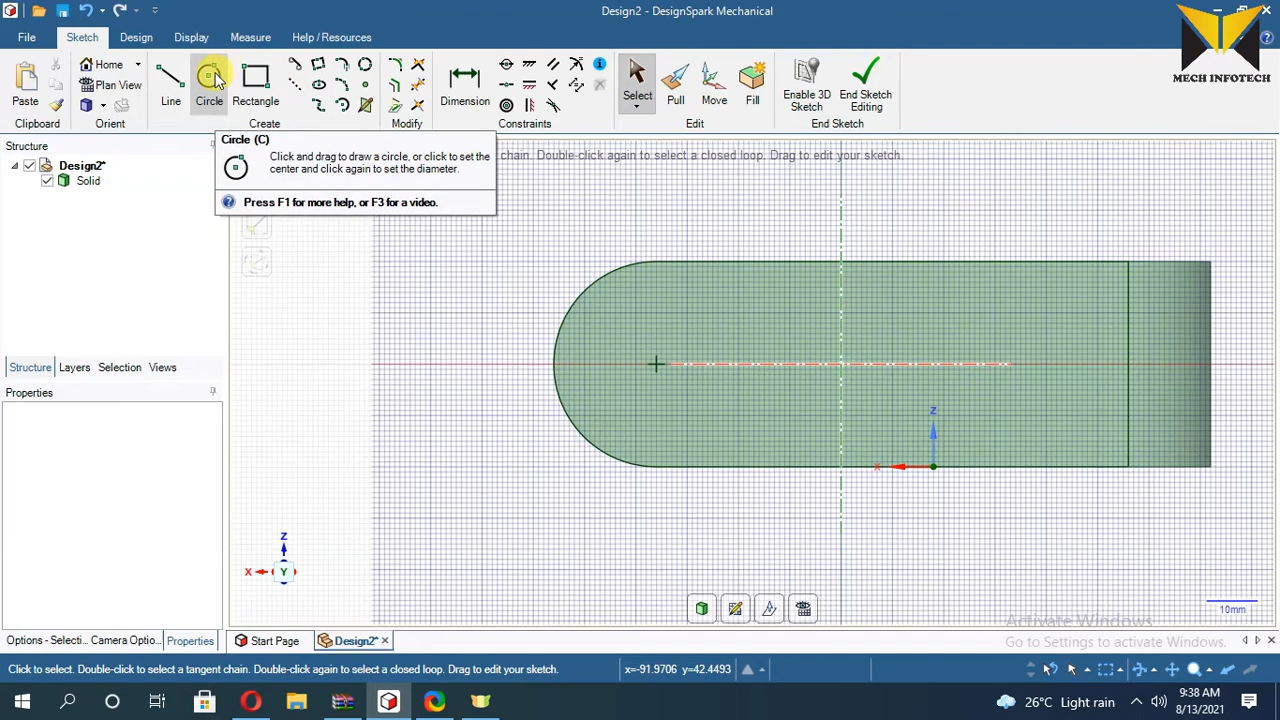 Design2 - DesignSpark Mechanical
File
Sketch
Design
Display
Measure
Help / Resources
MECH INFOTECH
Home
Plan View
Paste
Line
Circle
Rectangle
Dimension
Select
Pull
Move
Fill
Enable 3D
Sketch
End Sketch
Editing
Clipboard
Orient
Create
Modify
Constraints
Edit
End Sketch
Structure
Circle (C)
Click and drag to draw a circle, or click to set the
center and click again to set the diameter.
Press F1 for more help, or F3 for a video.
chain. Double-click again to select a closed loop. Drag to edit your sketch.
Design2*
Solid
Structure
Layers
Selection
Views
Properties
Z
X
Z
X
Y
10mm
Activate Windows
Go to Settings to activate Windows.
Options - Selecti...
Camera Optio...
Properties
Start Page
Design2*
Click to select. Double-click to select a tangent chain. Double-click again to select a closed loop. Drag to edit your sketch.
x=-91.9706 y=42.4493
26°C Light rain
9:38 AM
8/13/2021